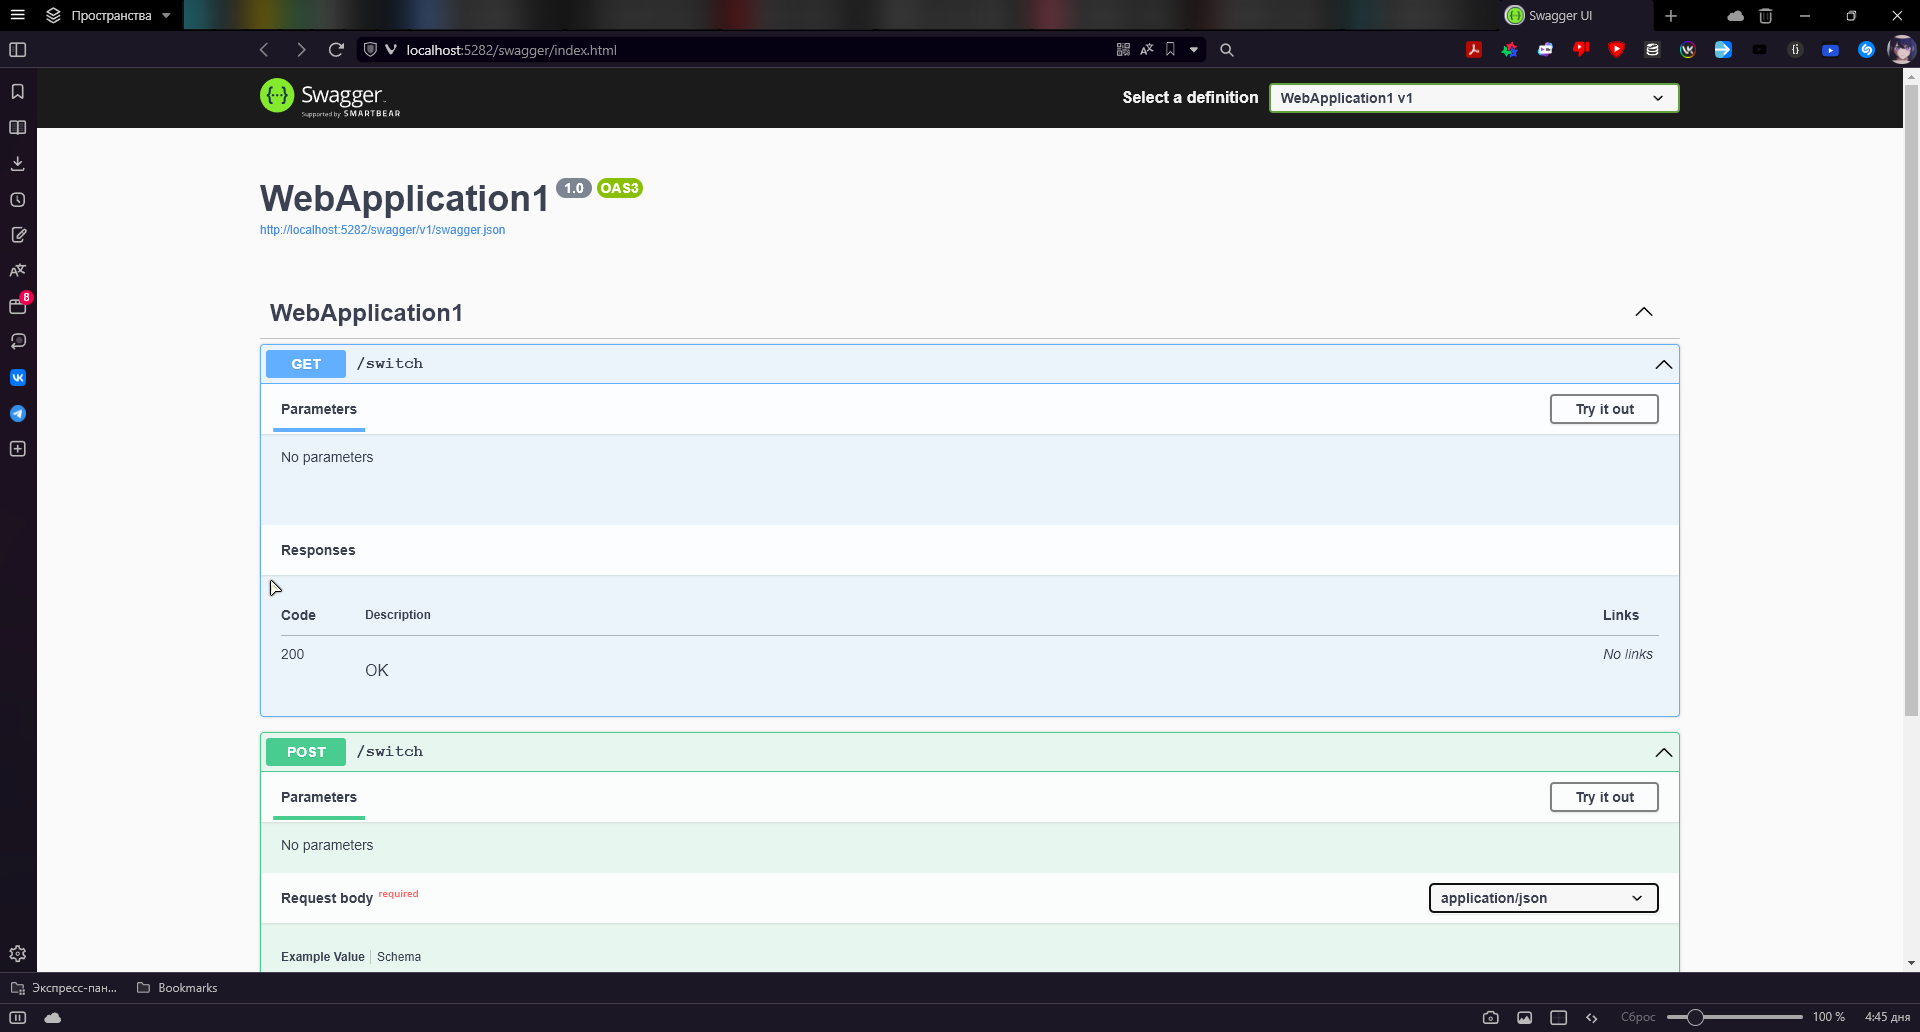 Пространства
Swagger UI
localhost:5282/swagger/index.html
Swagger
Supported by SMARTBEAR
Select a definition
WebApplication1 v1
WebApplication1 1.0 OAS3
http://localhost:5282/swagger/v1/swagger.json
8
WebApplication1
GET /switch
Parameters
Try it out
No parameters
Responses
Code Description Links
200 OK No links
POST /switch
Parameters
Try it out
No parameters
Request body required
application/json
Example Value Schema
Экспресс-пан...
Bookmarks
Сброс 100 % 4:45 дня